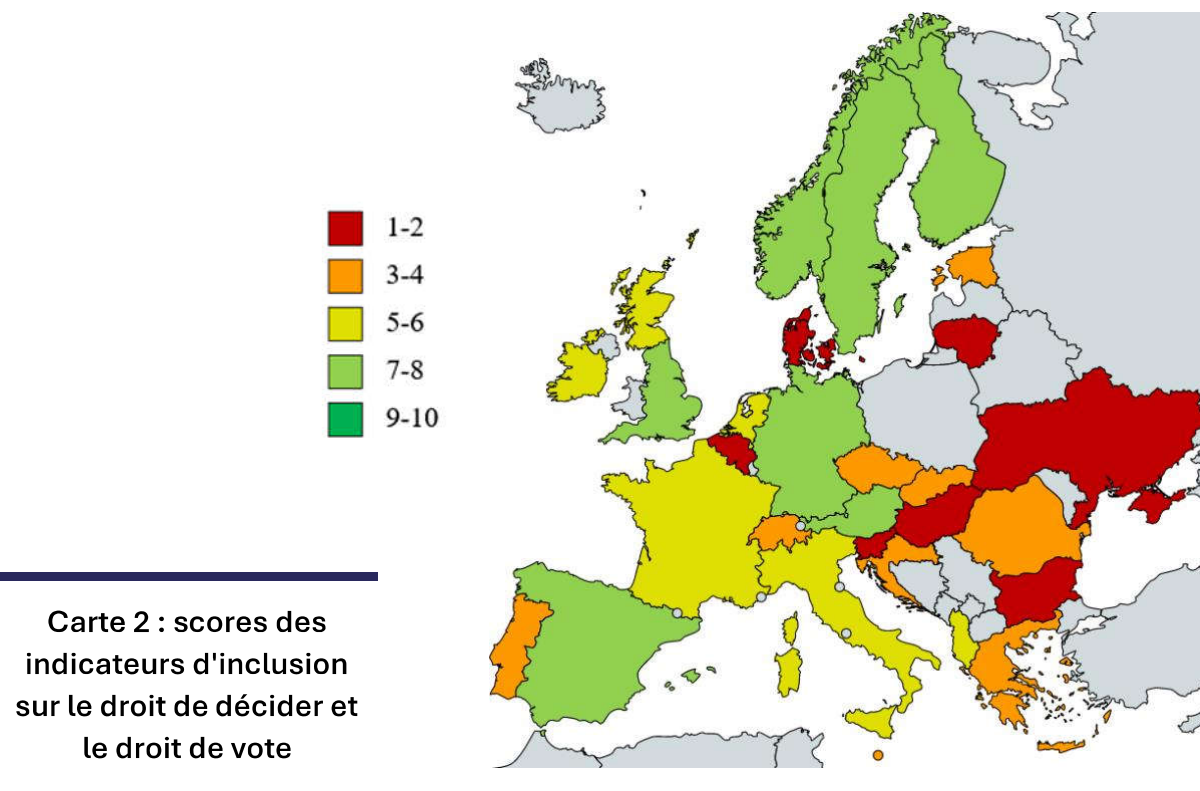 1-2
3-4
5-6
7-8
9-10
Carte 2 : scores des
indicateurs d'inclusion
sur le droit de décider et
le droit de vote